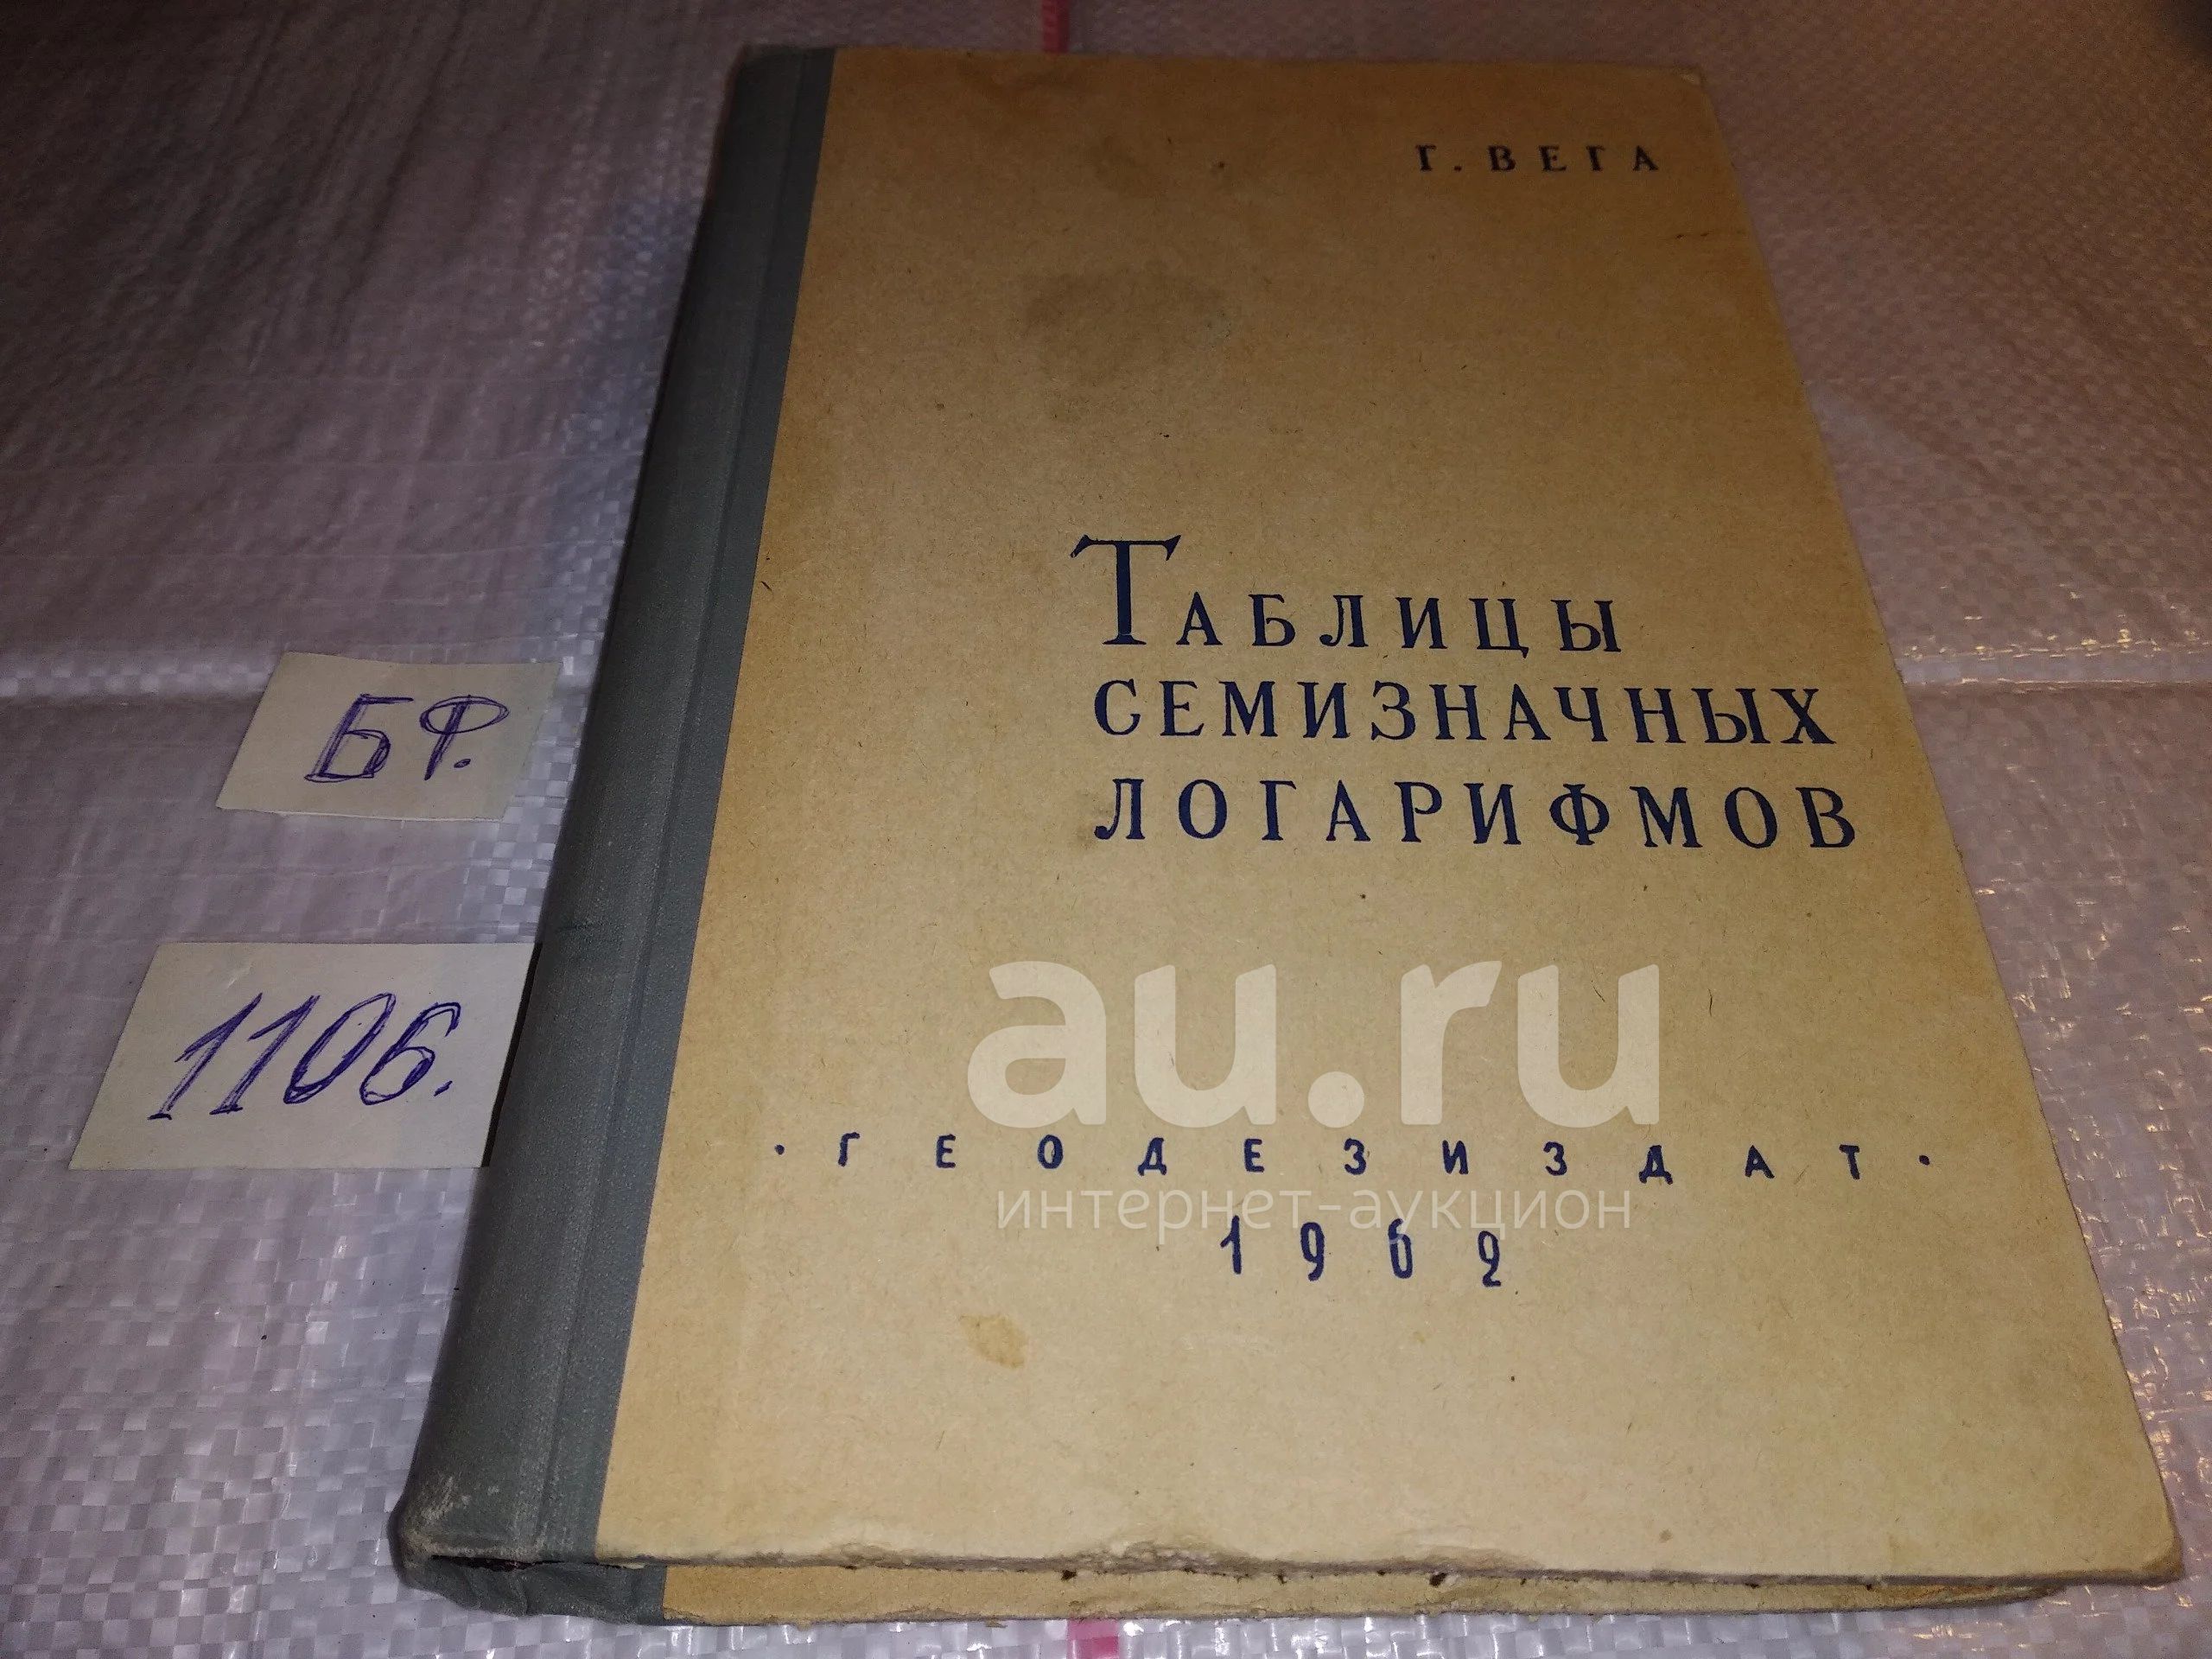 Г. ВЕГА
ТАБЛИЦЫ
СЕМИЗНАЧНЫХ
ЛОГАРИФМОВ
БФ.
1106.
au.ru
· ГЕОДЕЗИЗДАТ ·
интернет-аукцион
1962